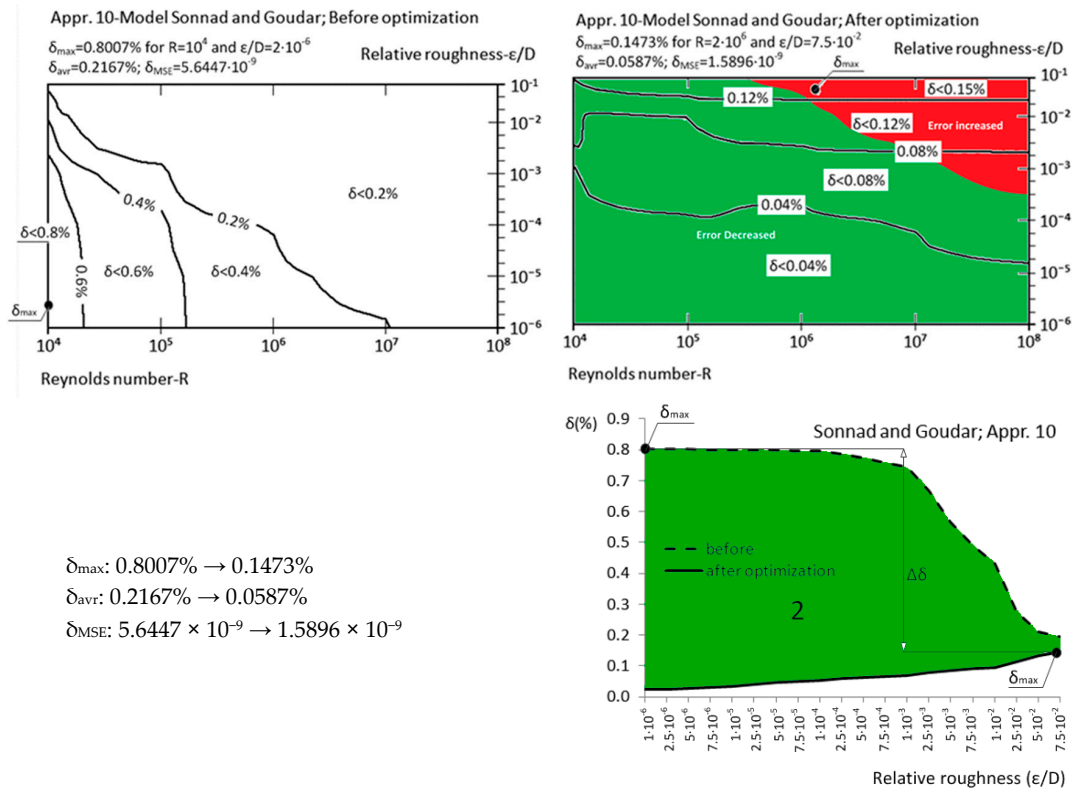 Appr. 10-Model Sonnad and Goudar; Before optimization
δmax=0.8007% for R=10⁴ and ε/D=2·10⁻⁶
δavr=0.2167%; δMSE=5.6447·10⁻⁹
Relative roughness-ε/D
10⁻¹
10⁻²
10⁻³
10⁻⁴
10⁻⁵
10⁻⁶
δ<0.2%
0.4%
0.2%
δ<0.8%
0.6%
δ<0.6%
δ<0.4%
δmax
10⁴
10⁵
10⁶
10⁷
10⁸
Reynolds number-R
Appr. 10-Model Sonnad and Goudar; After optimization
δmax=0.1473% for R=2·10⁶ and ε/D=7.5·10⁻²
δavr=0.0587%; δMSE=1.5896·10⁻⁹
Relative roughness-ε/D
δmax
10⁻¹
10⁻²
10⁻³
10⁻⁴
10⁻⁵
10⁻⁶
δ<0.15%
0.12%
δ<0.12%
Error increased
0.08%
δ<0.08%
0.04%
Error Decreased
δ<0.04%
10⁴
10⁵
10⁶
10⁷
10⁸
Reynolds number-R
δmax: 0.8007% → 0.1473%
δavr: 0.2167% → 0.0587%
δMSE: 5.6447 × 10⁻⁹ → 1.5896 × 10⁻⁹
δ(%)
δmax
Sonnad and Goudar; Appr. 10
0.9
0.8
0.7
0.6
0.5
0.4
0.3
0.2
0.1
0.0
before
after optimization
Δδ
2
δmax
1·10⁻⁶
2.5·10⁻⁶
5·10⁻⁶
7.5·10⁻⁶
1·10⁻⁵
2.5·10⁻⁵
5·10⁻⁵
7.5·10⁻⁵
1·10⁻⁴
2.5·10⁻⁴
5·10⁻⁴
7.5·10⁻⁴
1·10⁻³
2.5·10⁻³
5·10⁻³
7.5·10⁻³
1·10⁻²
2.5·10⁻²
5·10⁻²
7.5·10⁻²
Relative roughness (ε/D)